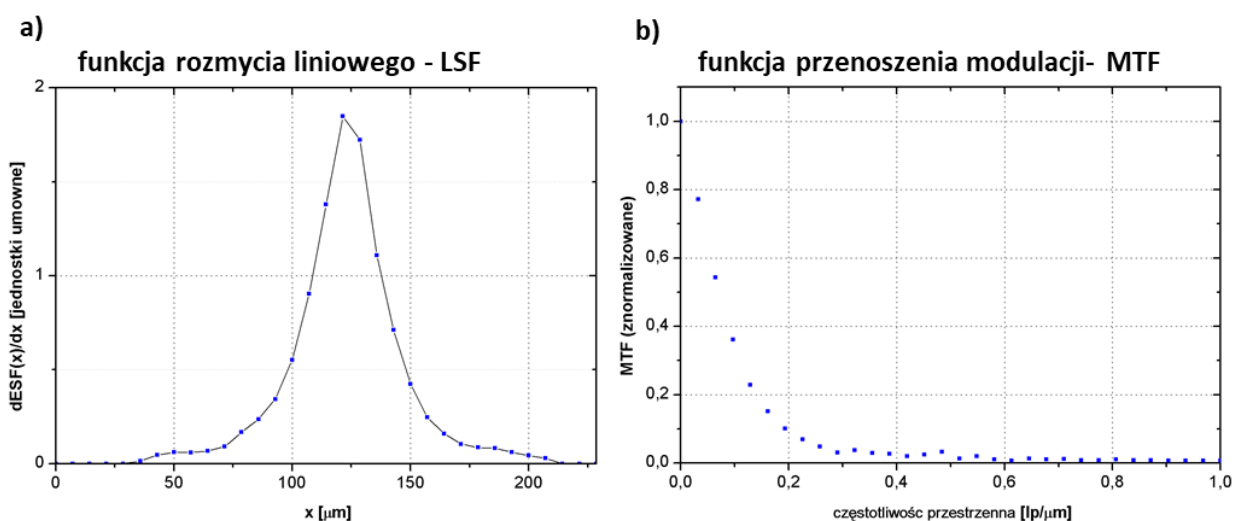 a)
funkcja rozmycia liniowego - LSF
dESF(x)/dx [jednostki umowne]
2
1
0
0
50
100
150
200
x [μm]
b)
funkcja przenoszenia modulacji- MTF
MTF (znormalizowane)
1,0
0,8
0,6
0,4
0,2
0,0
0,0
0,2
0,4
0,6
0,8
1,0
częstotliwość przestrzenna [lp/μm]